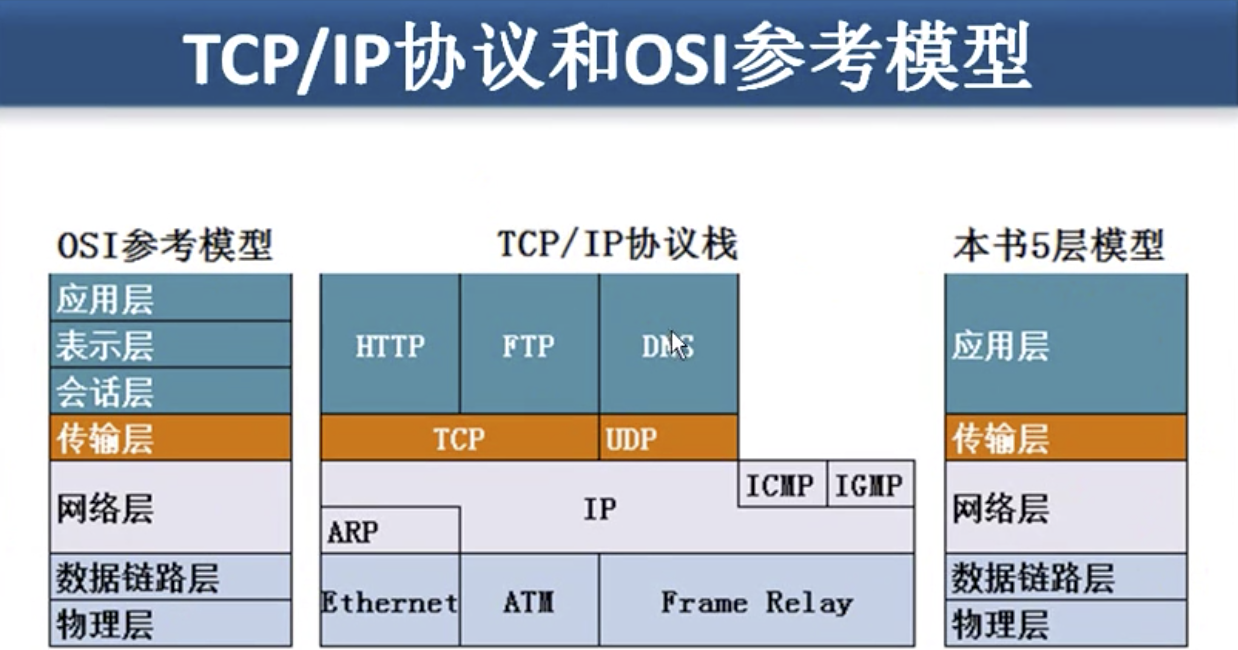 TCP/IP协议和OSI参考模型
OSI参考模型
应用层
表示层
会话层
传输层
网络层
数据链路层
物理层
TCP/IP协议栈
HTTP FTP DNS
TCP UDP
ICMP IGMP
IP
ARP
Ethernet ATM Frame Relay
本书5层模型
应用层
传输层
网络层
数据链路层
物理层